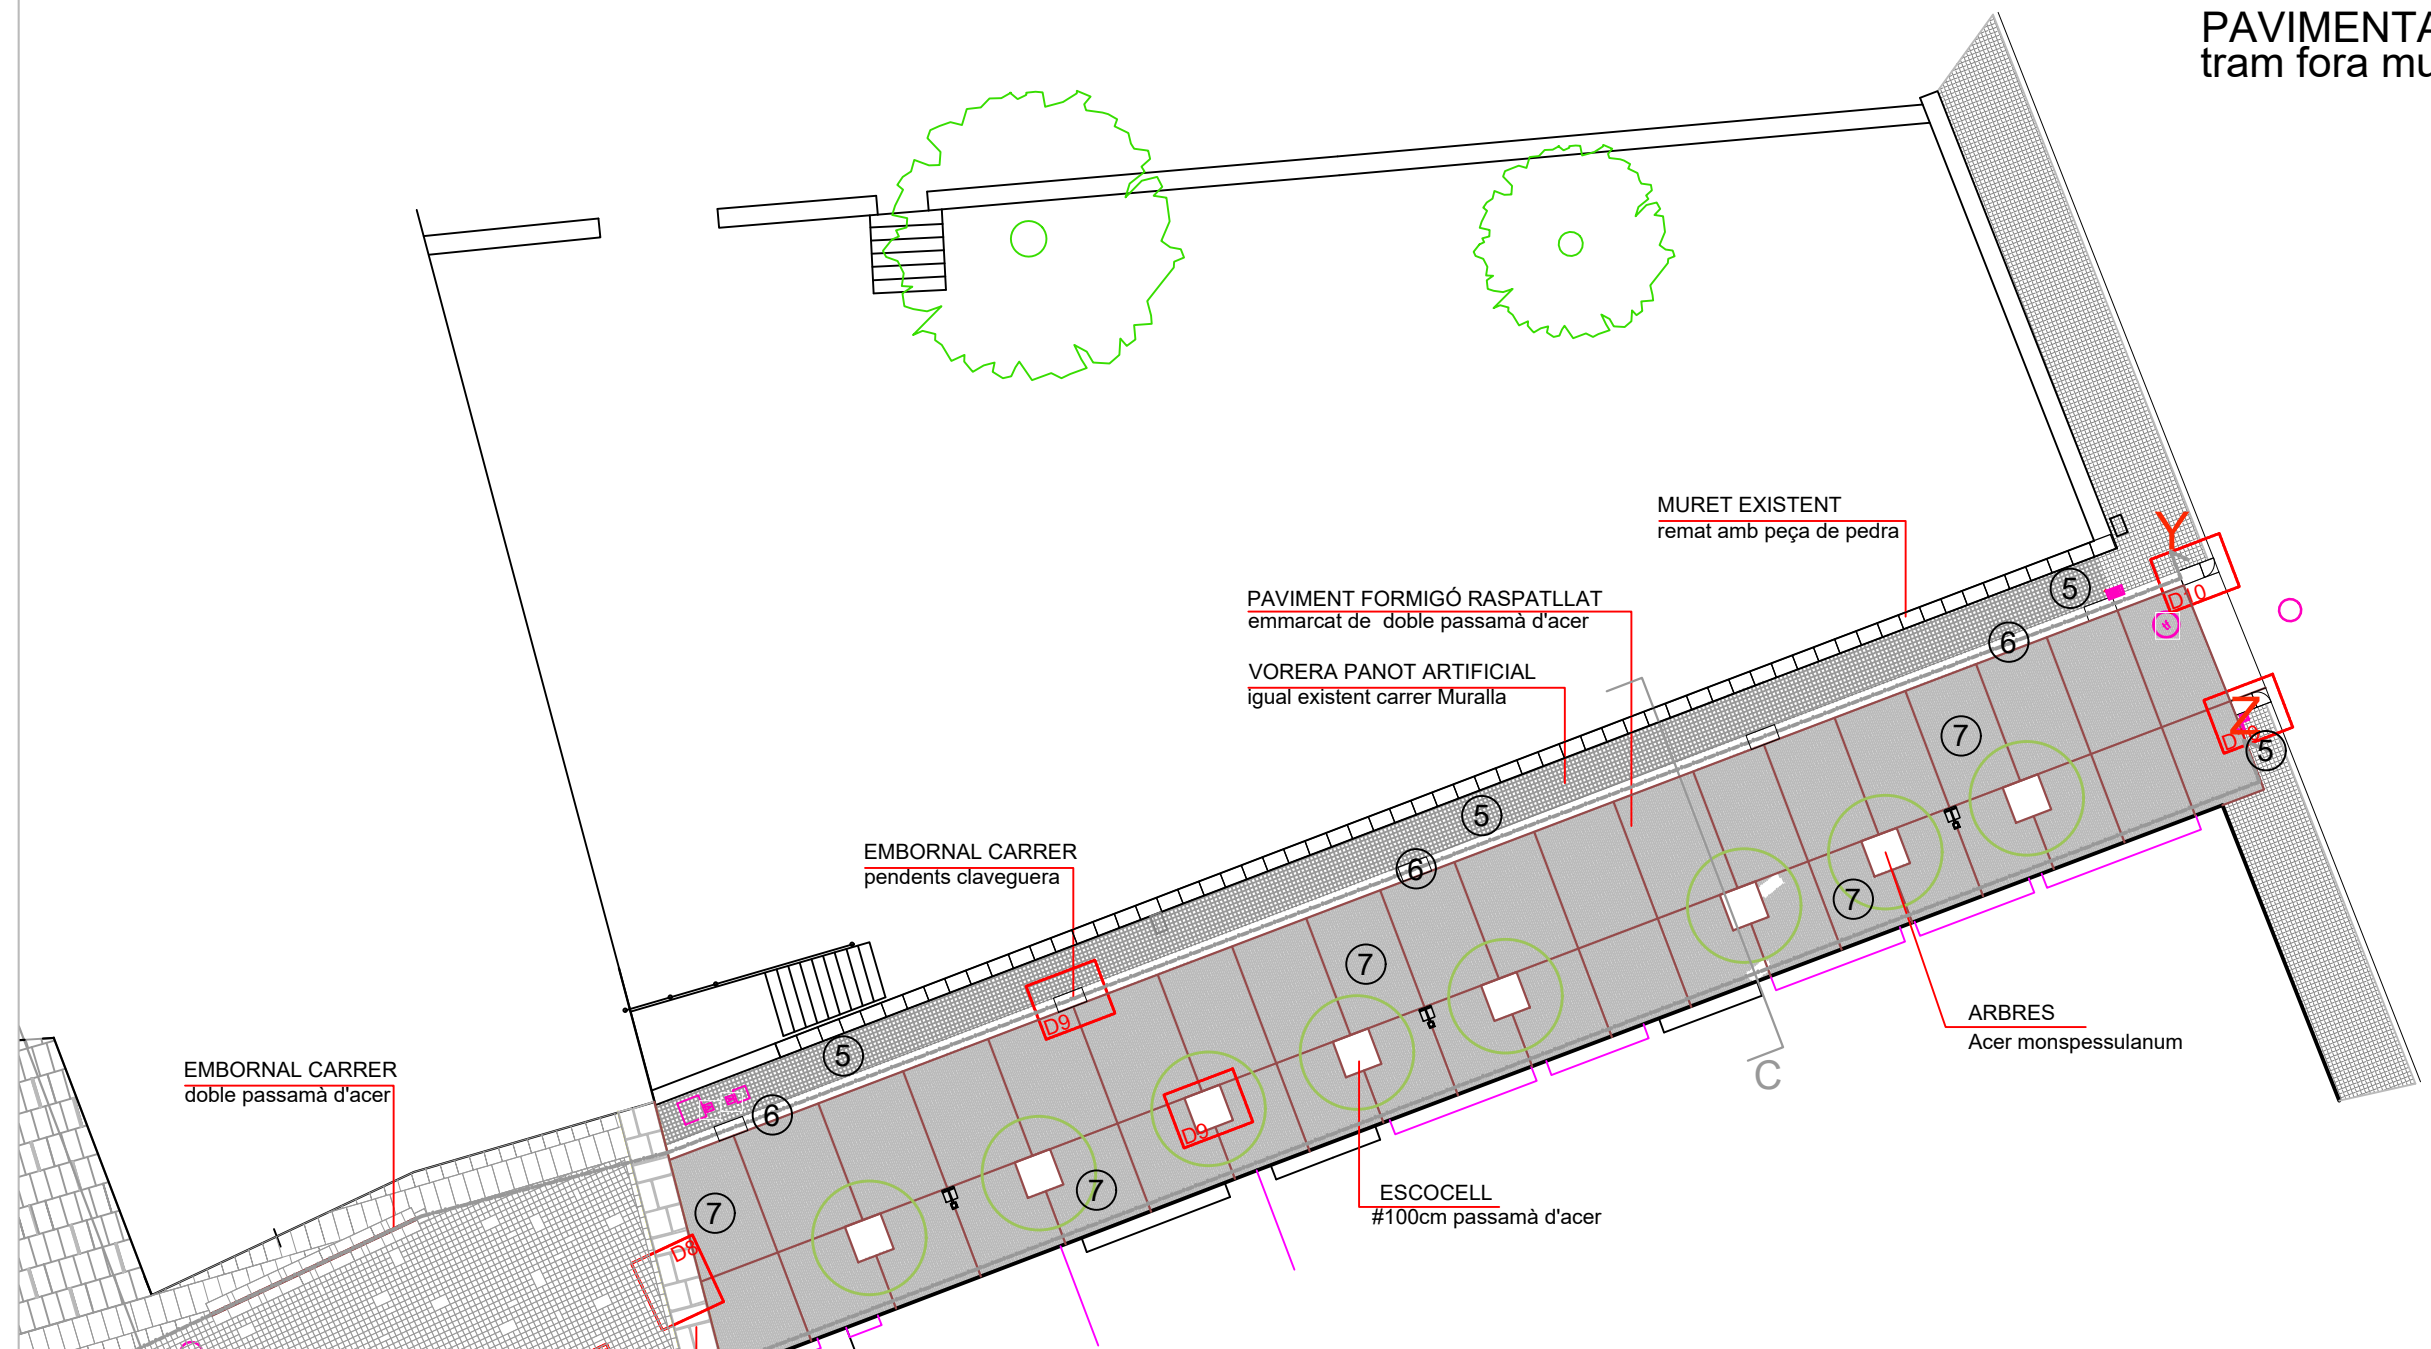 PAVIMENTA
tram fora mu
MURET EXISTENT
remat amb peça de pedra
Y
5
D10
PAVIMENT FORMIGÓ RASPATLLAT
emmarcat de doble passamà d'acer
6
VORERA PANOT ARTIFICIAL
igual existent carrer Muralla
Z
7
5
5
EMBORNAL CARRER
pendents claveguera
6
7
7
ARBRES
Acer monspessulanum
D9
5
C
EMBORNAL CARRER
doble passamà d'acer
6
D9
7
ESCOCELL
#100cm passamà d'acer
7
D8